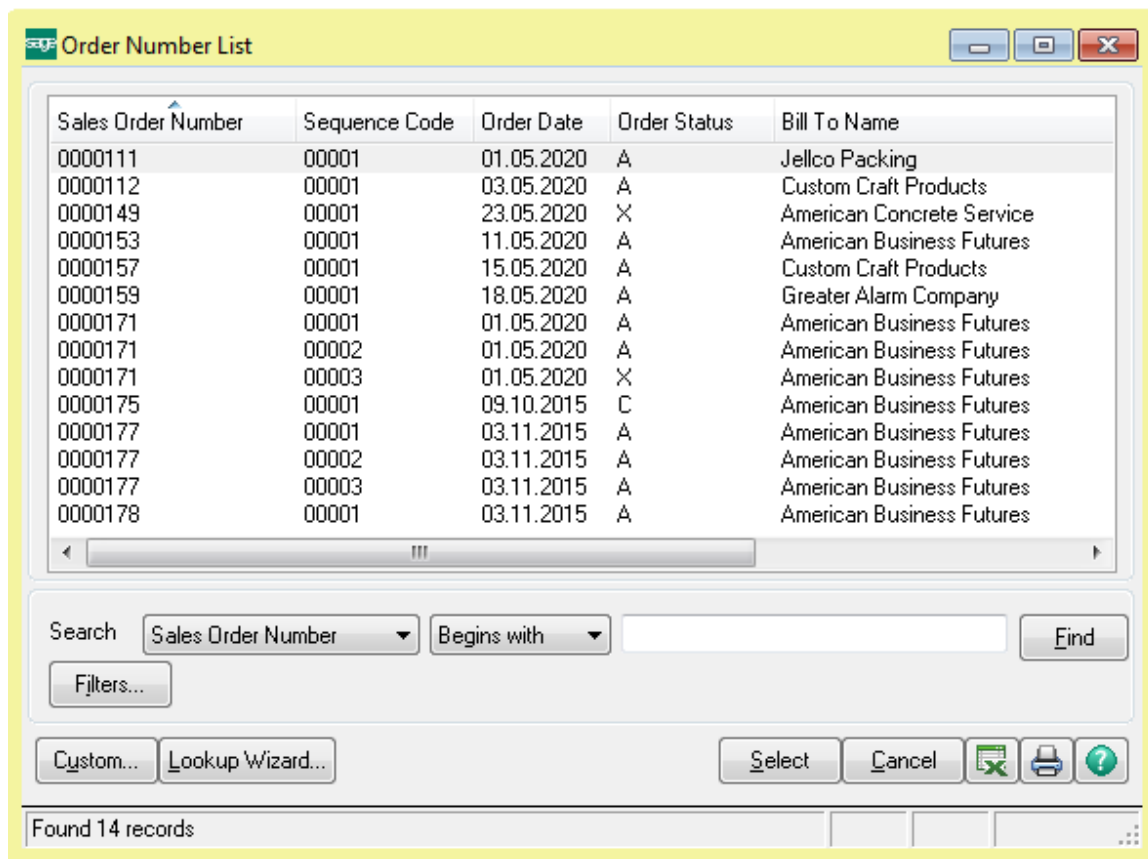 sage Order Number List
Sales Order Number Sequence Code Order Date Order Status Bill To Name
0000111 00001 01.05.2020 A Jellco Packing
0000112 00001 03.05.2020 A Custom Craft Products
0000149 00001 23.05.2020 X American Concrete Service
0000153 00001 11.05.2020 A American Business Futures
0000157 00001 15.05.2020 A Custom Craft Products
0000159 00001 18.05.2020 A Greater Alarm Company
0000171 00001 01.05.2020 A American Business Futures
0000171 00002 01.05.2020 A American Business Futures
0000171 00003 01.05.2020 X American Business Futures
0000175 00001 09.10.2015 C American Business Futures
0000177 00001 03.11.2015 A American Business Futures
0000177 00002 03.11.2015 A American Business Futures
0000177 00003 03.11.2015 A American Business Futures
0000178 00001 03.11.2015 A American Business Futures
Search Sales Order Number Begins with Find
Filters...
Custom... Lookup Wizard... Select Cancel ?
Found 14 records